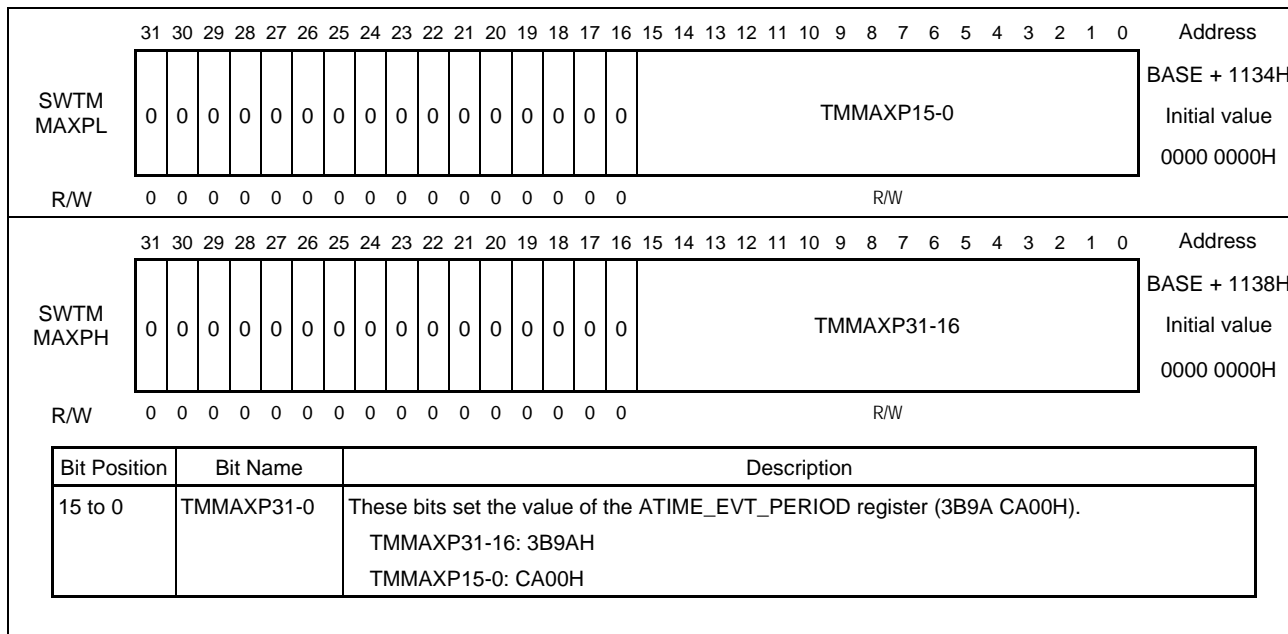 31 30 29 28 27 26 25 24 23 22 21 20 19 18 17 16 15 14 13 12 11 10 9 8 7 6 5 4 3 2 1 0 Address
BASE + 1134H
SWTM
MAXPL
0 0 0 0 0 0 0 0 0 0 0 0 0 0 0 0 TMMAXP15-0 Initial value
0000 0000H
R/W 0 0 0 0 0 0 0 0 0 0 0 0 0 0 0 0 R/W
31 30 29 28 27 26 25 24 23 22 21 20 19 18 17 16 15 14 13 12 11 10 9 8 7 6 5 4 3 2 1 0 Address
BASE + 1138H
SWTM
MAXPH
0 0 0 0 0 0 0 0 0 0 0 0 0 0 0 0 TMMAXP31-16 Initial value
0000 0000H
R/W 0 0 0 0 0 0 0 0 0 0 0 0 0 0 0 0 R/W
Bit Position Bit Name Description
15 to 0 TMMAXP31-0 These bits set the value of the ATIME_EVT_PERIOD register (3B9A CA00H).
TMMAXP31-16: 3B9AH
TMMAXP15-0: CA00H